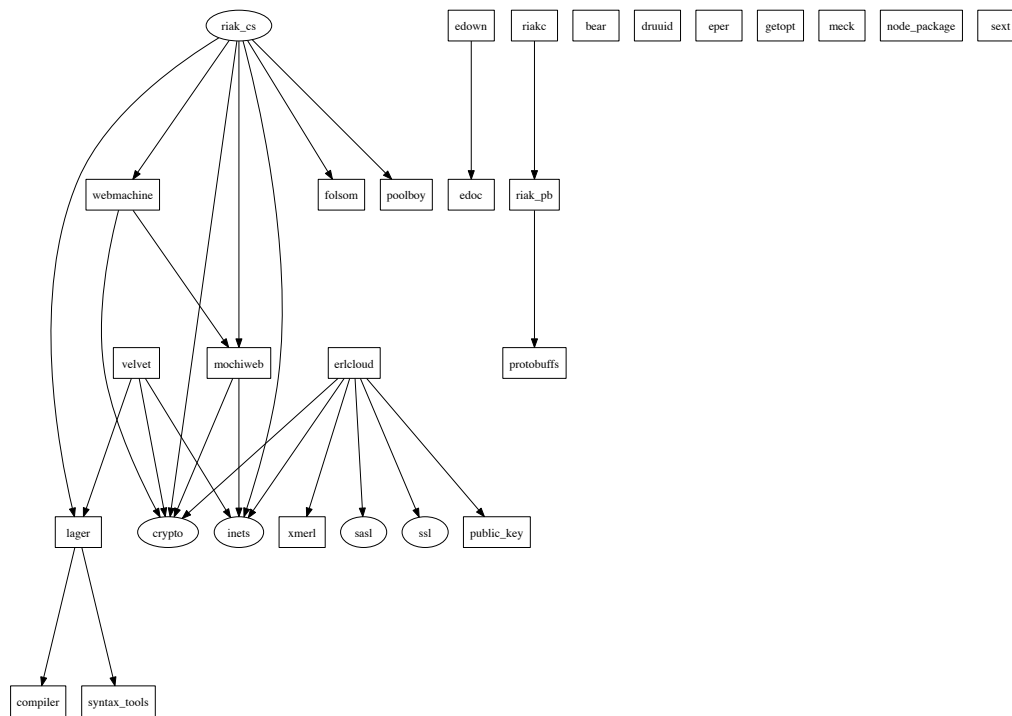 riak_cs
edown
riakc
bear
druuid
eper
getopt
meck
node_package
sext
webmachine
folsom
poolboy
edoc
riak_pb
velvet
mochiweb
erlcloud
protobuffs
lager
crypto
inets
xmerl
sasl
ssl
public_key
compiler
syntax_tools